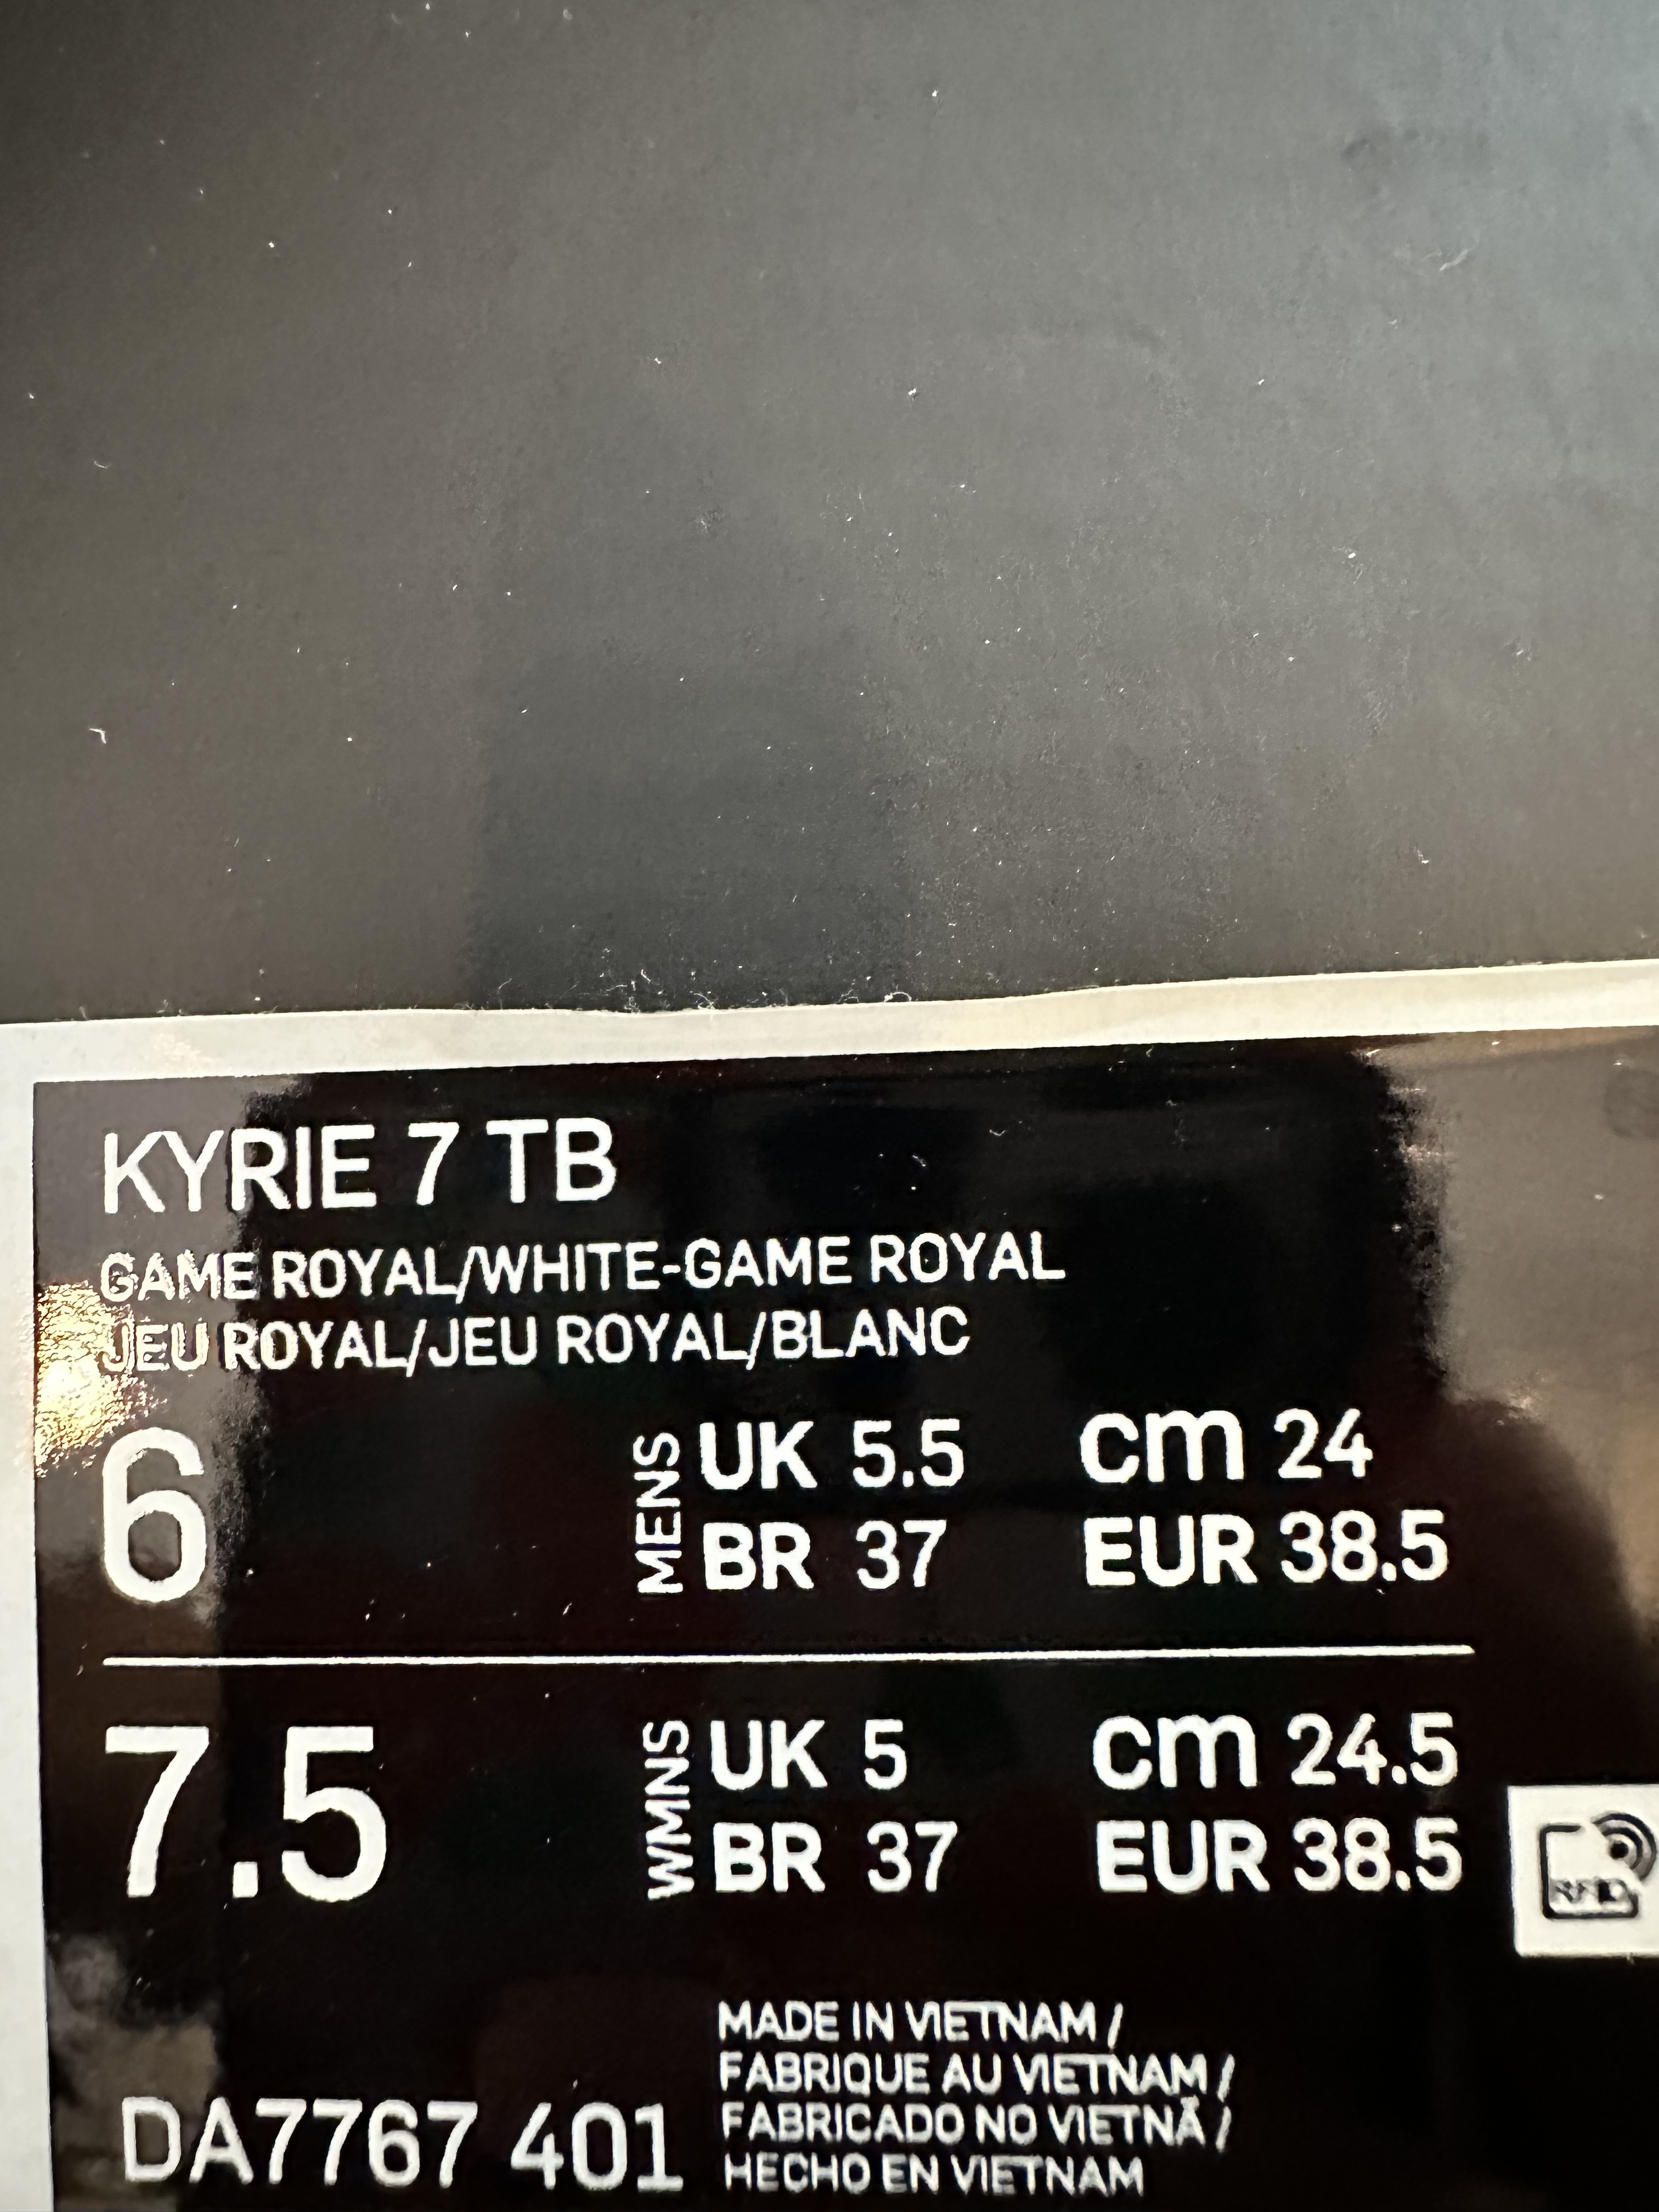 KYRIE 7 TB
GAME ROYAL/WHITE-GAME ROYAL
JEU ROYAL/JEU ROYAL/BLANC
6 MENS UK 5.5 cm 24
BR 37 EUR 38.5
7.5 WMNS UK 5 cm 24.5
BR 37 EUR 38.5
RFID
MADE IN VIETNAM /
FABRIQUE AU VIETNAM /
FABRICADO NO VIETNÃ /
HECHO EN VIETNAM
DA7767 401